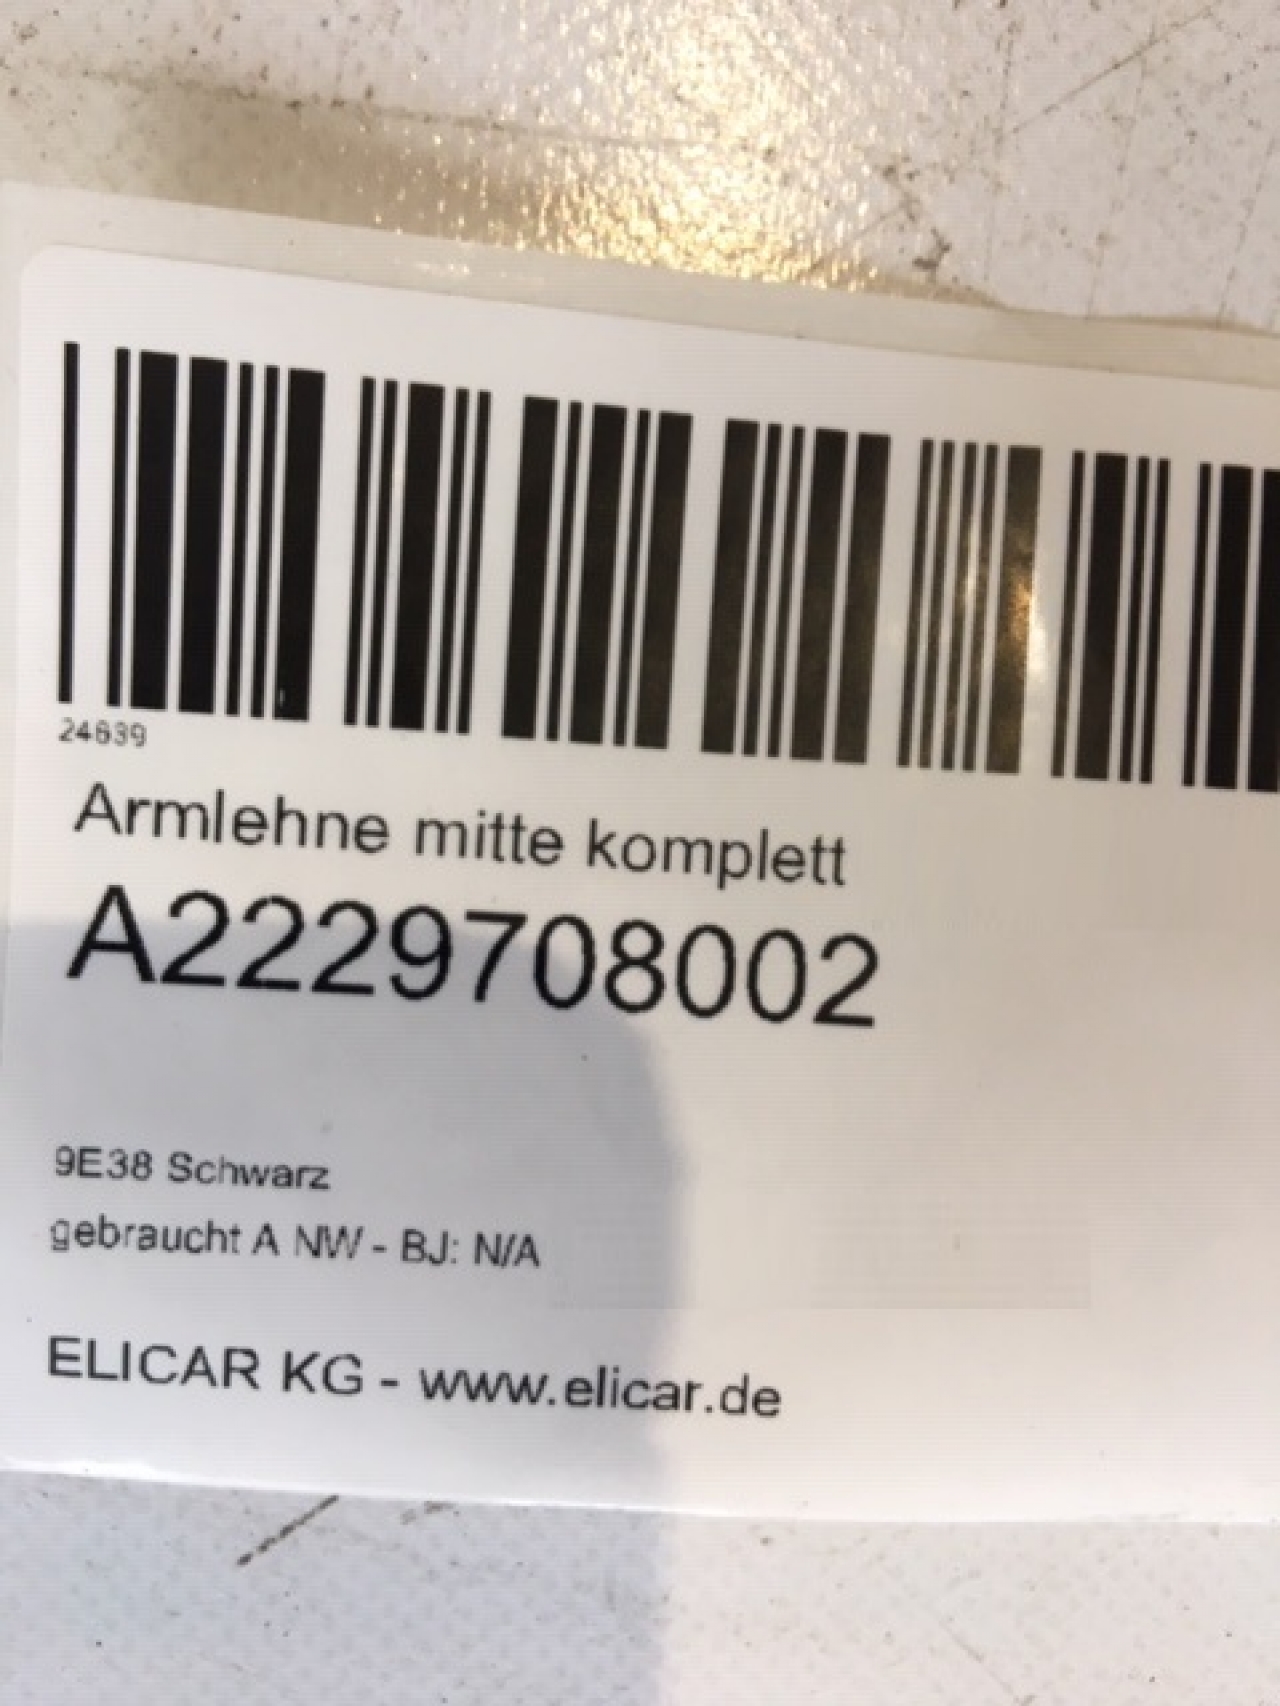 24639
Armlehne mitte komplett
A2229708002
9E38 Schwarz
gebraucht A NW - BJ: N/A
ELICAR KG - www.elicar.de